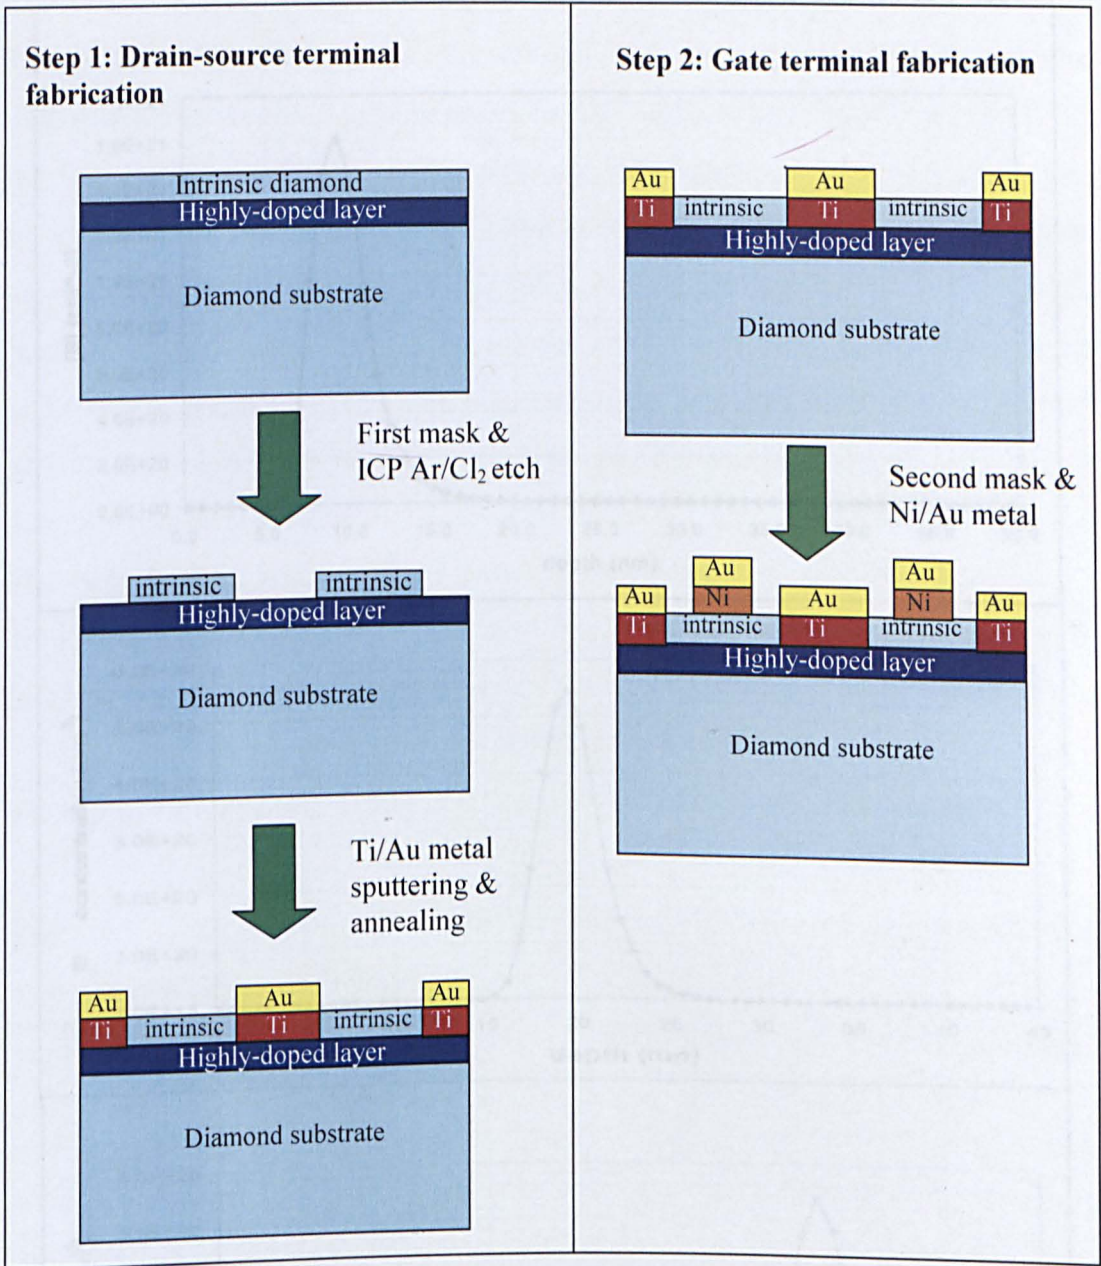 Step 1: Drain-source terminal
fabrication
Intrinsic diamond
Highly-doped layer
Diamond substrate
First mask &
ICP Ar/Cl₂ etch
intrinsic intrinsic
Highly-doped layer
Diamond substrate
Ti/Au metal
sputtering &
annealing
Au Au Au
Ti intrinsic Ti intrinsic Ti
Highly-doped layer
Diamond substrate
Step 2: Gate terminal fabrication
Au Au Au
Ti intrinsic Ti intrinsic Ti
Highly-doped layer
Diamond substrate
Second mask &
Ni/Au metal
Au Au
Au Ni Au Ni Au
Ti intrinsic Ti intrinsic Ti
Highly-doped layer
Diamond substrate